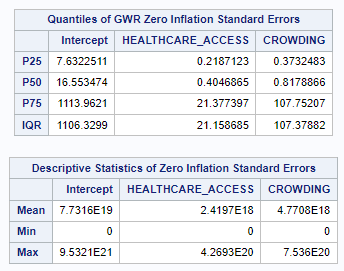 Quantiles of GWR Zero Inflation Standard Errors
Intercept HEALTHCARE_ACCESS CROWDING
P25 7.6322511 0.2187123 0.3732483
P50 16.553474 0.4046865 0.8178866
P75 1113.9621 21.377397 107.75207
IQR 1106.3299 21.158685 107.37882
Descriptive Statistics of Zero Inflation Standard Errors
Intercept HEALTHCARE_ACCESS CROWDING
Mean 7.7316E19 2.4197E18 4.7708E18
Min 0 0 0
Max 9.5321E21 4.2693E20 7.536E20